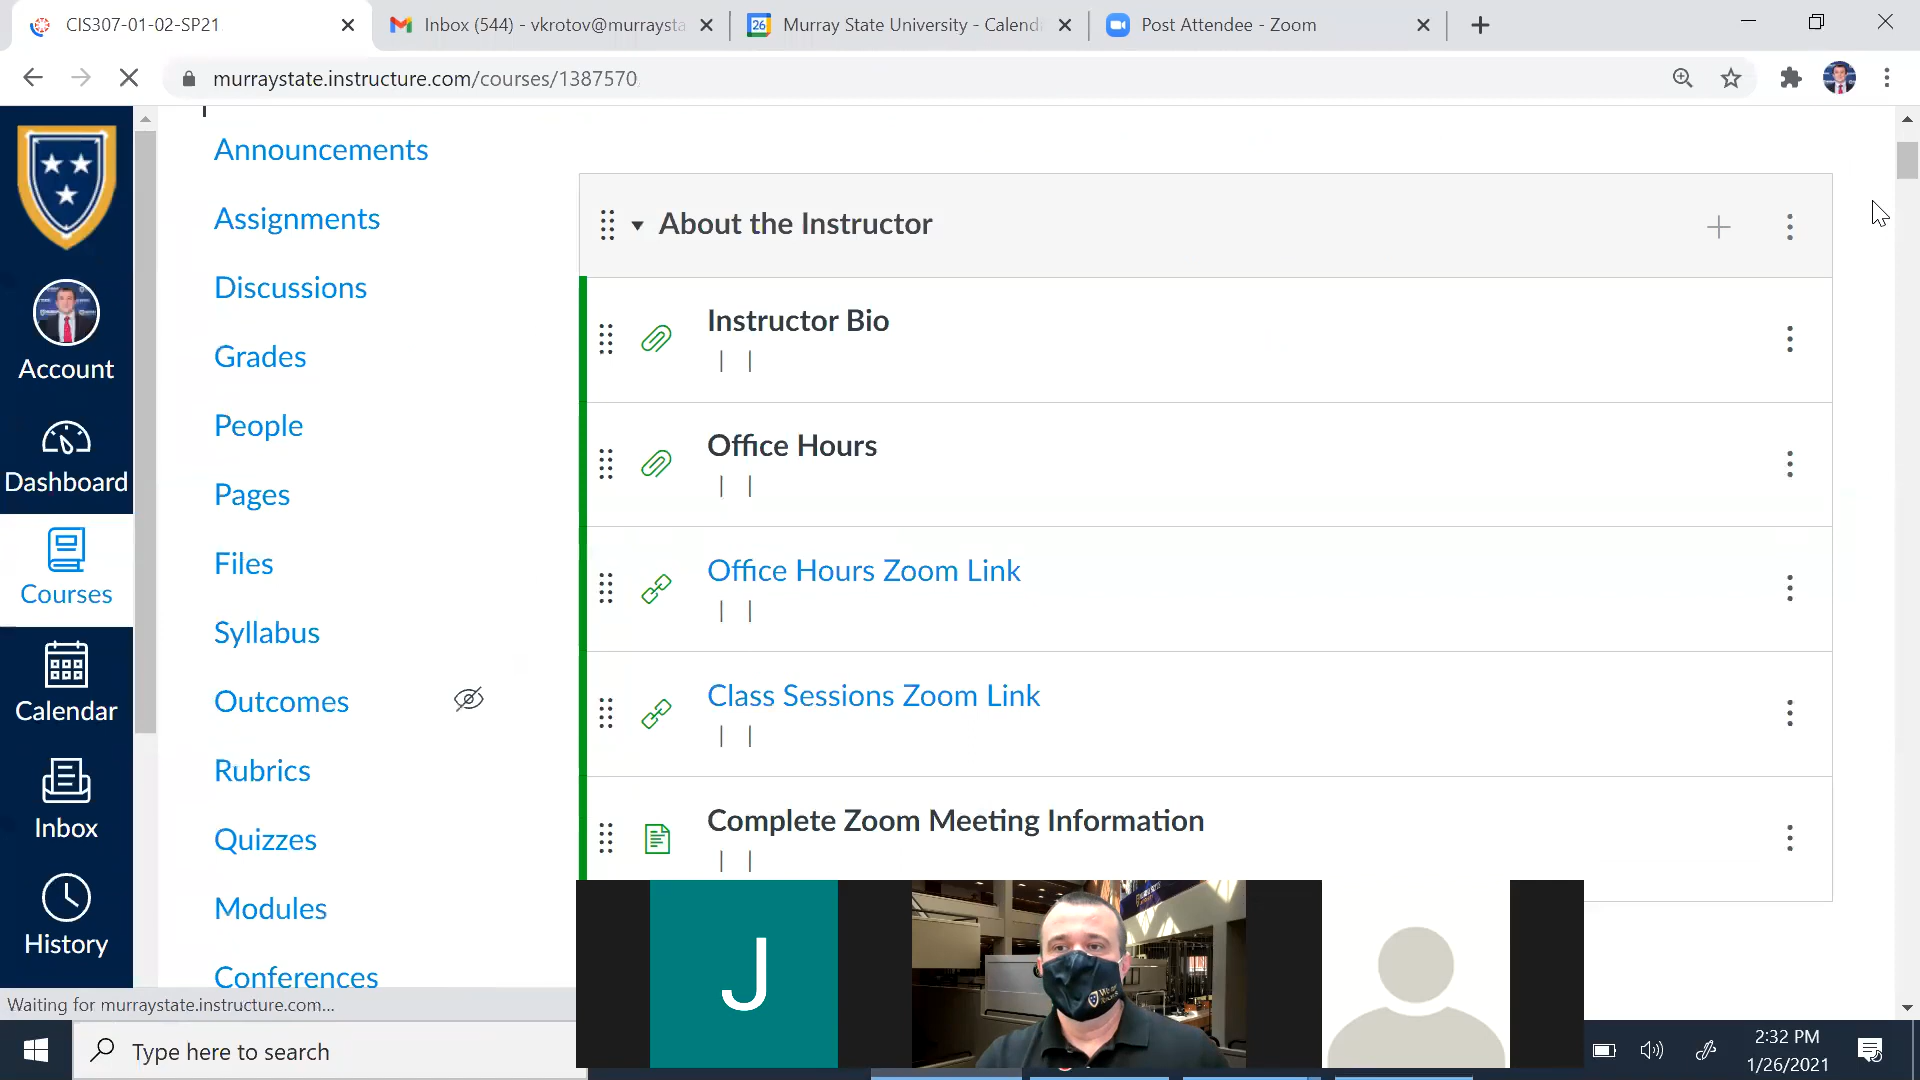 CIS307-01-02-SP21
Inbox (544) - vkrotov@murraysta
26
Murray State University - Calend
Post Attendee - Zoom
murraystate.instructure.com/courses/1387570
Announcements
Assignments
Discussions
Grades
People
Pages
Files
Syllabus
Outcomes
Rubrics
Quizzes
Modules
Conferences
Account
Dashboard
Courses
Calendar
Inbox
History
About the Instructor
Instructor Bio
| |
Office Hours
| |
Office Hours Zoom Link
| |
Class Sessions Zoom Link
| |
Complete Zoom Meeting Information
| |
J
Waiting for murraystate.instructure.com...
Type here to search
2:32 PM
1/26/2021